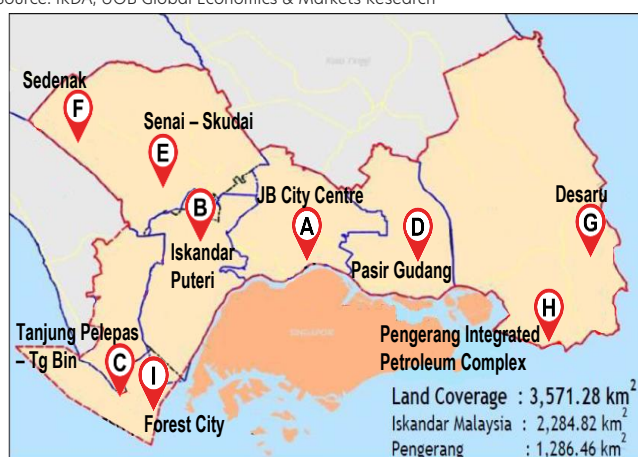 Source: IRDA, UOB Global Economics & Markets Research
Sedenak
F
Senai – Skudai
E
JB City Centre
B
A
D
Desaru
G
Iskandar
Puteri
Pasir Gudang
H
Tanjung Pelepas
– Tg Bin
C
I
Forest City
SINGAPORE
Pengerang Integrated
Petroleum Complex
Land Coverage : 3,571.28 km²
Iskandar Malaysia : 2,284.82 km²
Pengerang : 1,286.46 km²